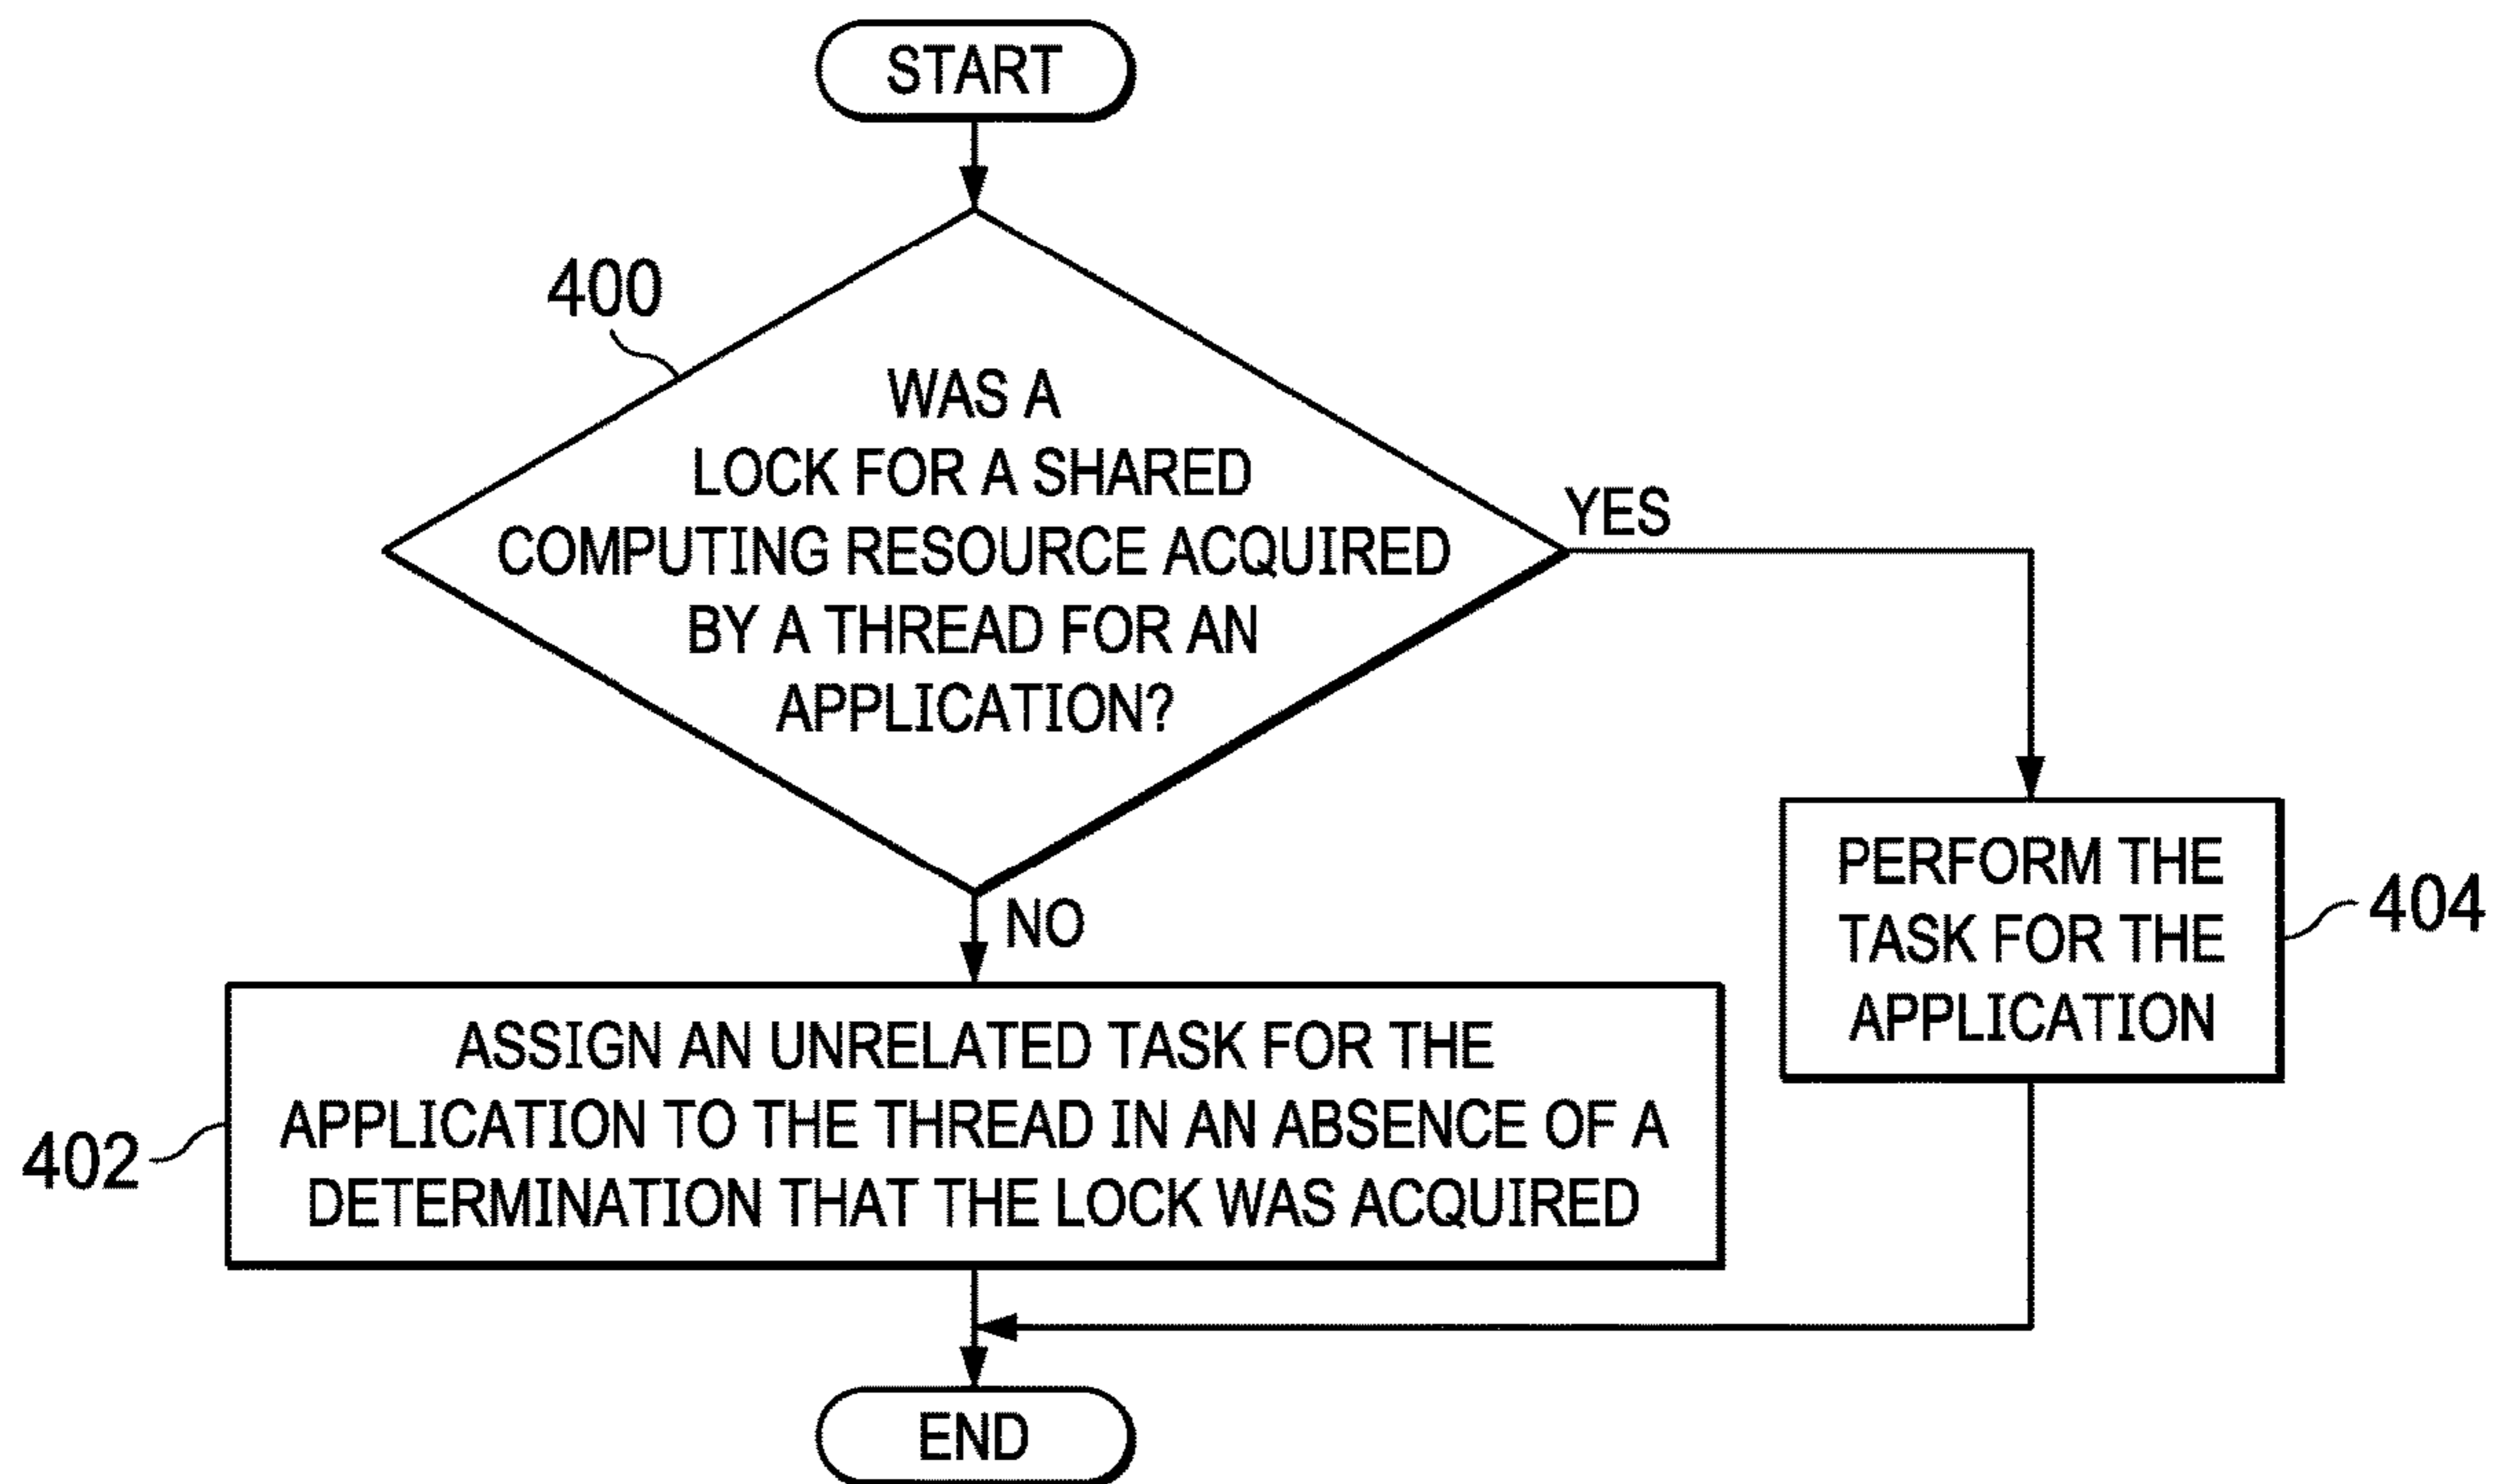 START
400
WAS A
LOCK FOR A SHARED
COMPUTING RESOURCE ACQUIRED
BY A THREAD FOR AN
APPLICATION?
YES
NO
PERFORM THE
TASK FOR THE
APPLICATION
404
ASSIGN AN UNRELATED TASK FOR THE
APPLICATION TO THE THREAD IN AN ABSENCE OF A
DETERMINATION THAT THE LOCK WAS ACQUIRED
402
END